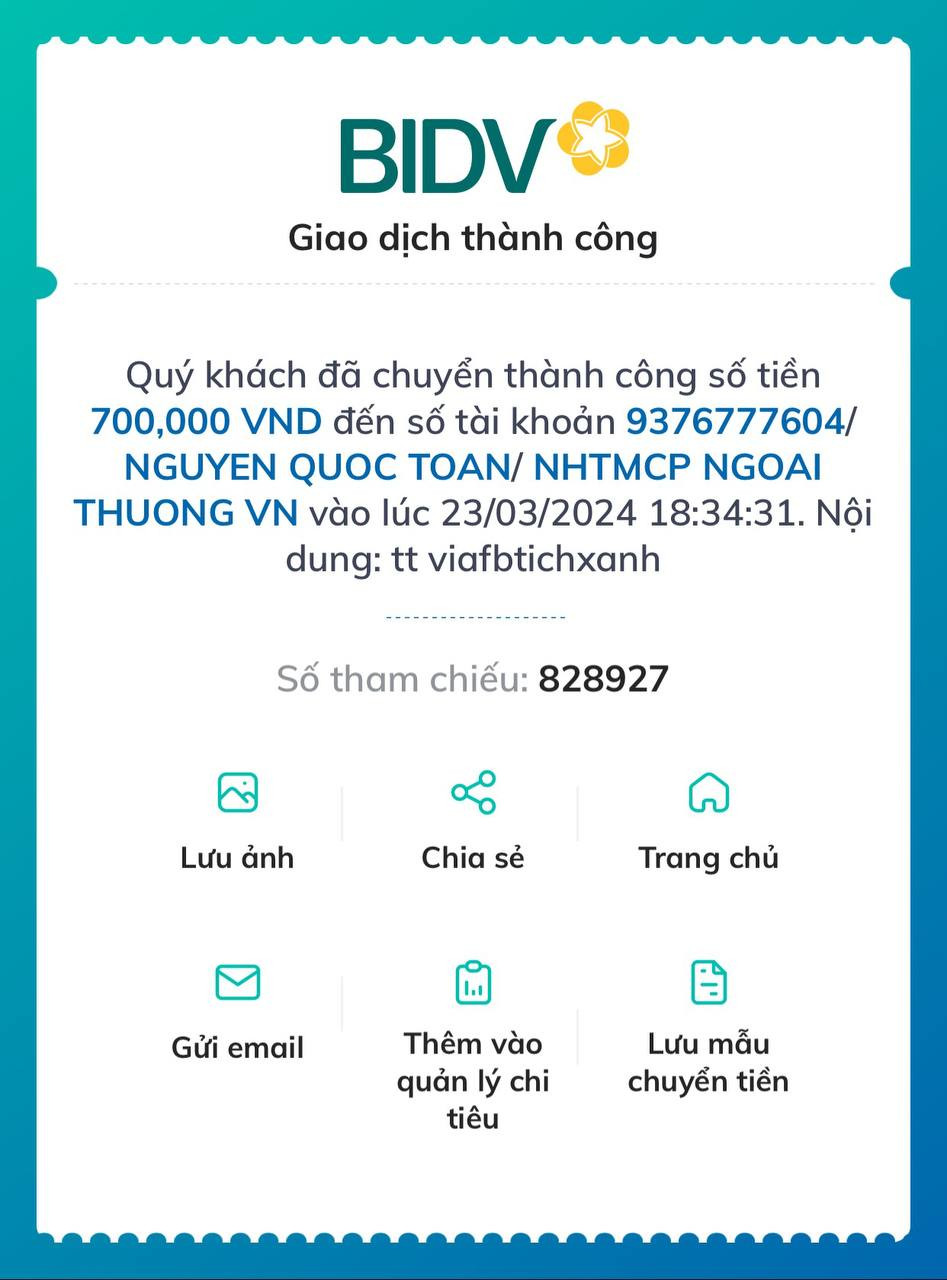 BIDV
Giao dịch thành công
Quý khách đã chuyển thành công số tiền
700,000 VND đến số tài khoản 9376777604/
NGUYEN QUOC TOAN/ NHTMCP NGOAI
THUONG VN vào lúc 23/03/2024 18:34:31. Nội
dung: tt viafbtichxanh
Số tham chiếu: 828927
Lưu ảnh
Chia sẻ
Trang chủ
Gửi email
Thêm vào
quản lý chi
tiêu
Lưu mẫu
chuyển tiền